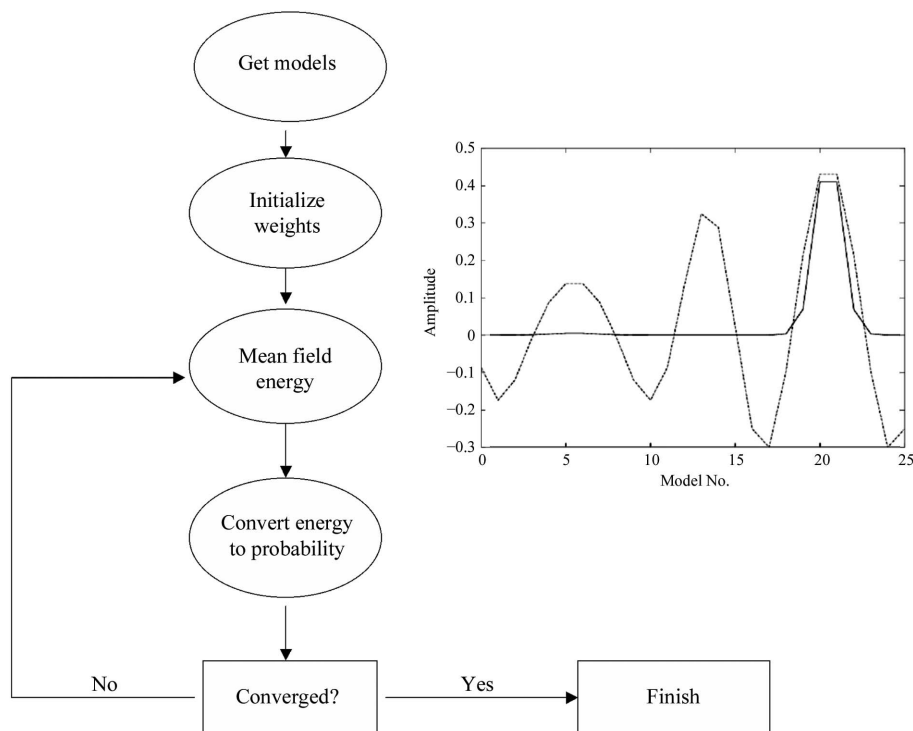 Get models
Initialize
weights
Mean field
energy
Convert energy
to probability
No
Converged?
Yes
Finish
0.5
0.4
0.3
0.2
0.1
0
−0.1
−0.2
−0.3
Amplitude
0 5 10 15 20 25
Model No.